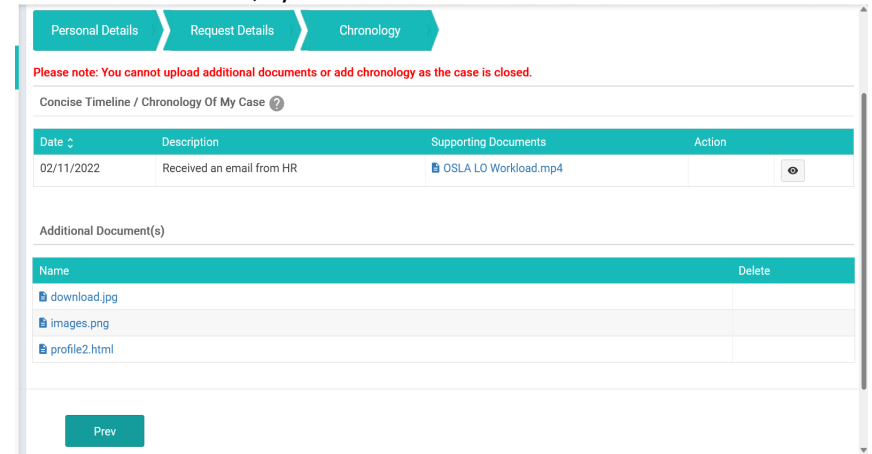 Personal Details Request Details Chronology
Please note: You cannot upload additional documents or add chronology as the case is closed.
Concise Timeline / Chronology Of My Case ?
Date Description Supporting Documents Action
02/11/2022 Received an email from HR OSLA LO Workload.mp4
Additional Document(s)
Name Delete
download.jpg
images.png
profile2.html
Prev